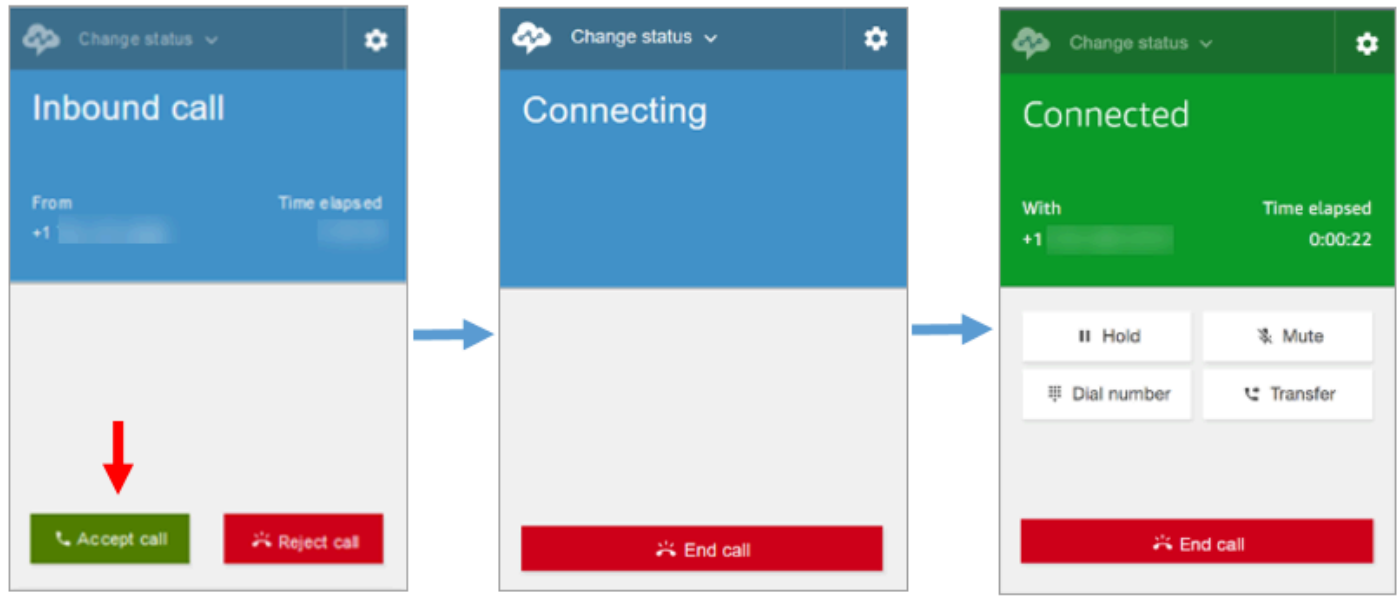 Change status
Inbound call
From Time elapsed
+1
Accept call Reject call
Change status
Connecting
End call
Change status
Connected
With Time elapsed
+1 0:00:22
Hold Mute
Dial number Transfer
End call